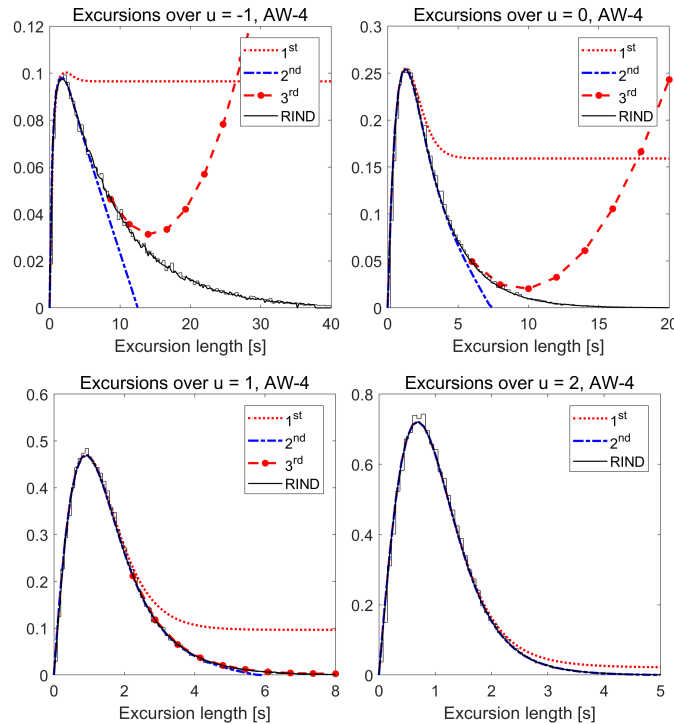 Excursions over u = -1, AW-4
0.12
0.1
0.08
0.06
0.04
0.02
0
0 10 20 30 40
Excursion length [s]
1st
2nd
3rd
RIND
Excursions over u = 0, AW-4
0.3
0.25
0.2
0.15
0.1
0.05
0
0 5 10 15 20
Excursion length [s]
1st
2nd
3rd
RIND
Excursions over u = 1, AW-4
0.6
0.5
0.4
0.3
0.2
0.1
0
0 2 4 6 8
Excursion length [s]
1st
2nd
3rd
RIND
Excursions over u = 2, AW-4
0.8
0.6
0.4
0.2
0
0 1 2 3 4 5
Excursion length [s]
1st
2nd
RIND